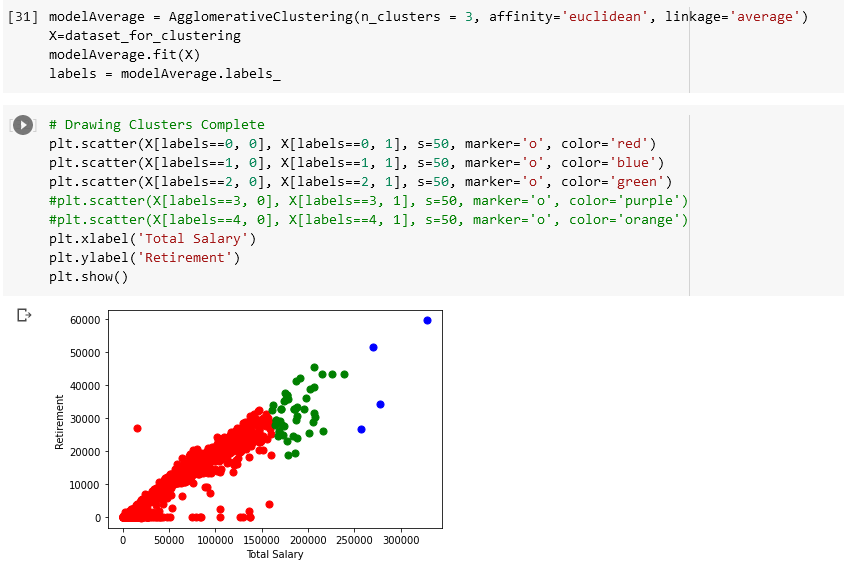 [31] modelAverage = AgglomerativeClustering(n_clusters = 3, affinity='euclidean', linkage='average')
X=dataset_for_clustering
modelAverage.fit(X)
labels = modelAverage.labels_
# Drawing Clusters Complete
plt.scatter(X[labels==0, 0], X[labels==0, 1], s=50, marker='o', color='red')
plt.scatter(X[labels==1, 0], X[labels==1, 1], s=50, marker='o', color='blue')
plt.scatter(X[labels==2, 0], X[labels==2, 1], s=50, marker='o', color='green')
#plt.scatter(X[labels==3, 0], X[labels==3, 1], s=50, marker='o', color='purple')
#plt.scatter(X[labels==4, 0], X[labels==4, 1], s=50, marker='o', color='orange')
plt.xlabel('Total Salary')
plt.ylabel('Retirement')
plt.show()
60000
50000
40000
30000
20000
10000
0
Retirement
0 50000 100000 150000 200000 250000 300000
Total Salary